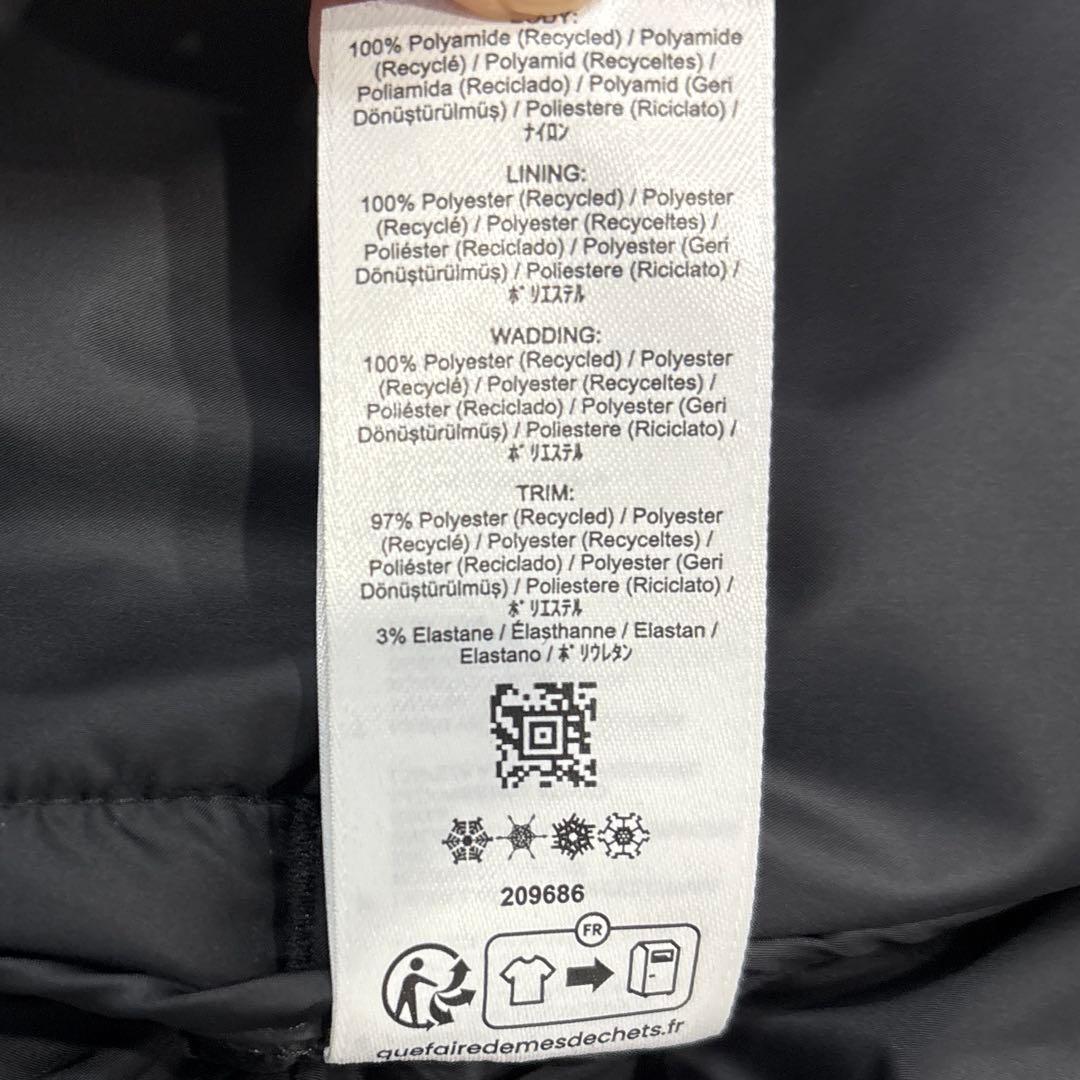 BODY:
100% Polyamide (Recycled) / Polyamide
(Recyclé) / Polyamid (Recyceltes) /
Poliamida (Reciclado) / Polyamid (Geri
Dönüştürülmüş) / Poliestere (Riciclato) /
ナイロン
LINING:
100% Polyester (Recycled) / Polyester
(Recyclé) / Polyester (Recyceltes) /
Poliéster (Reciclado) / Polyester (Geri
Dönüştürülmüş) / Poliestere (Riciclato) /
ポリエステル
WADDING:
100% Polyester (Recycled) / Polyester
(Recyclé) / Polyester (Recyceltes) /
Poliéster (Reciclado) / Polyester (Geri
Dönüştürülmüş) / Poliestere (Riciclato) /
ポリエステル
TRIM:
97% Polyester (Recycled) / Polyester
(Recyclé) / Polyester (Recyceltes) /
Poliéster (Reciclado) / Polyester (Geri
Dönüştürülmüş) / Poliestere (Riciclato) /
ポリエステル
3% Elastane / Élasthanne / Elastan /
Elastano / ポリウレタン
209686
FR
quefairedemesdechets.fr